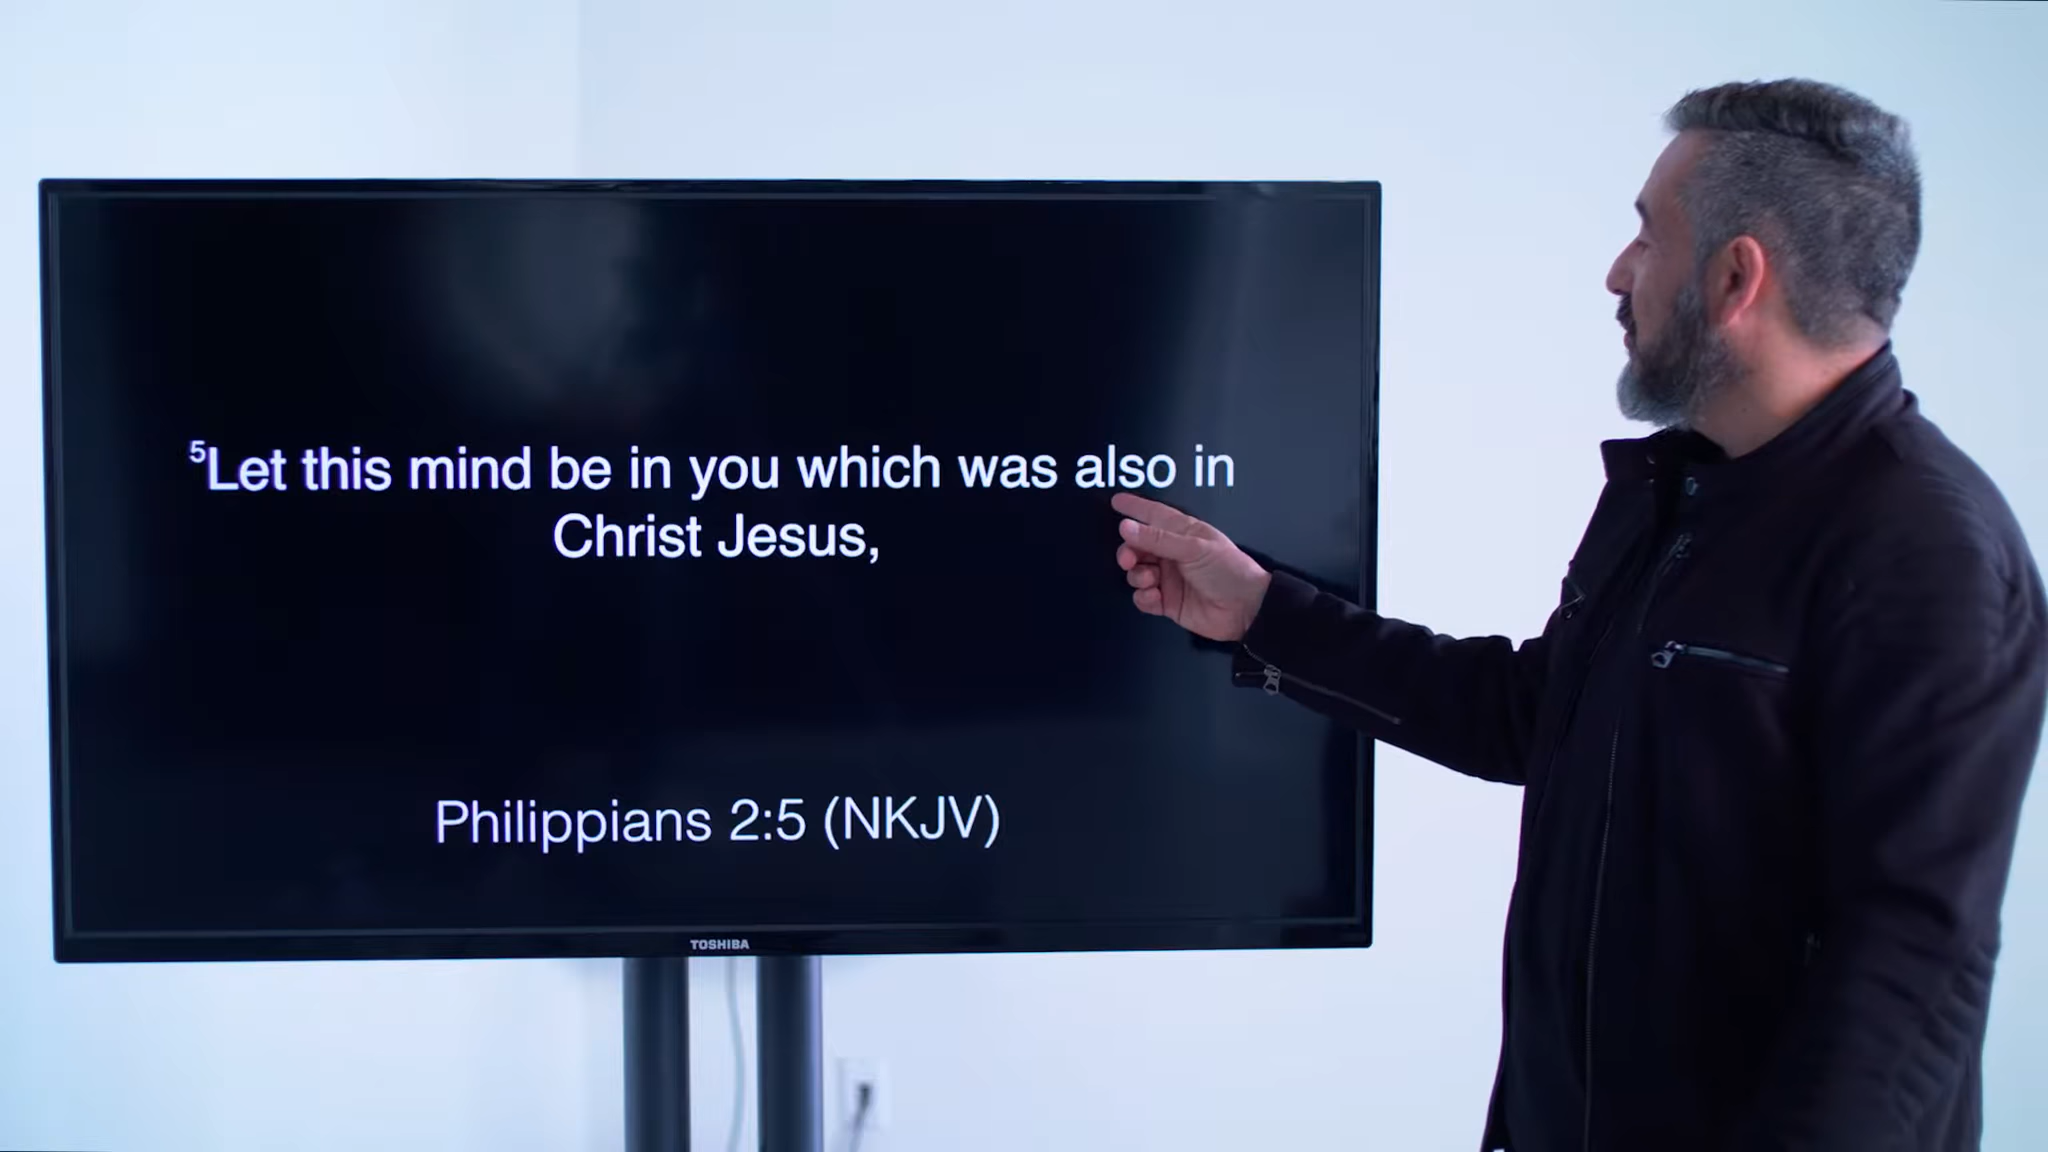 ⁵Let this mind be in you which was also in
Christ Jesus,
Philippians 2:5 (NKJV)
TOSHIBA